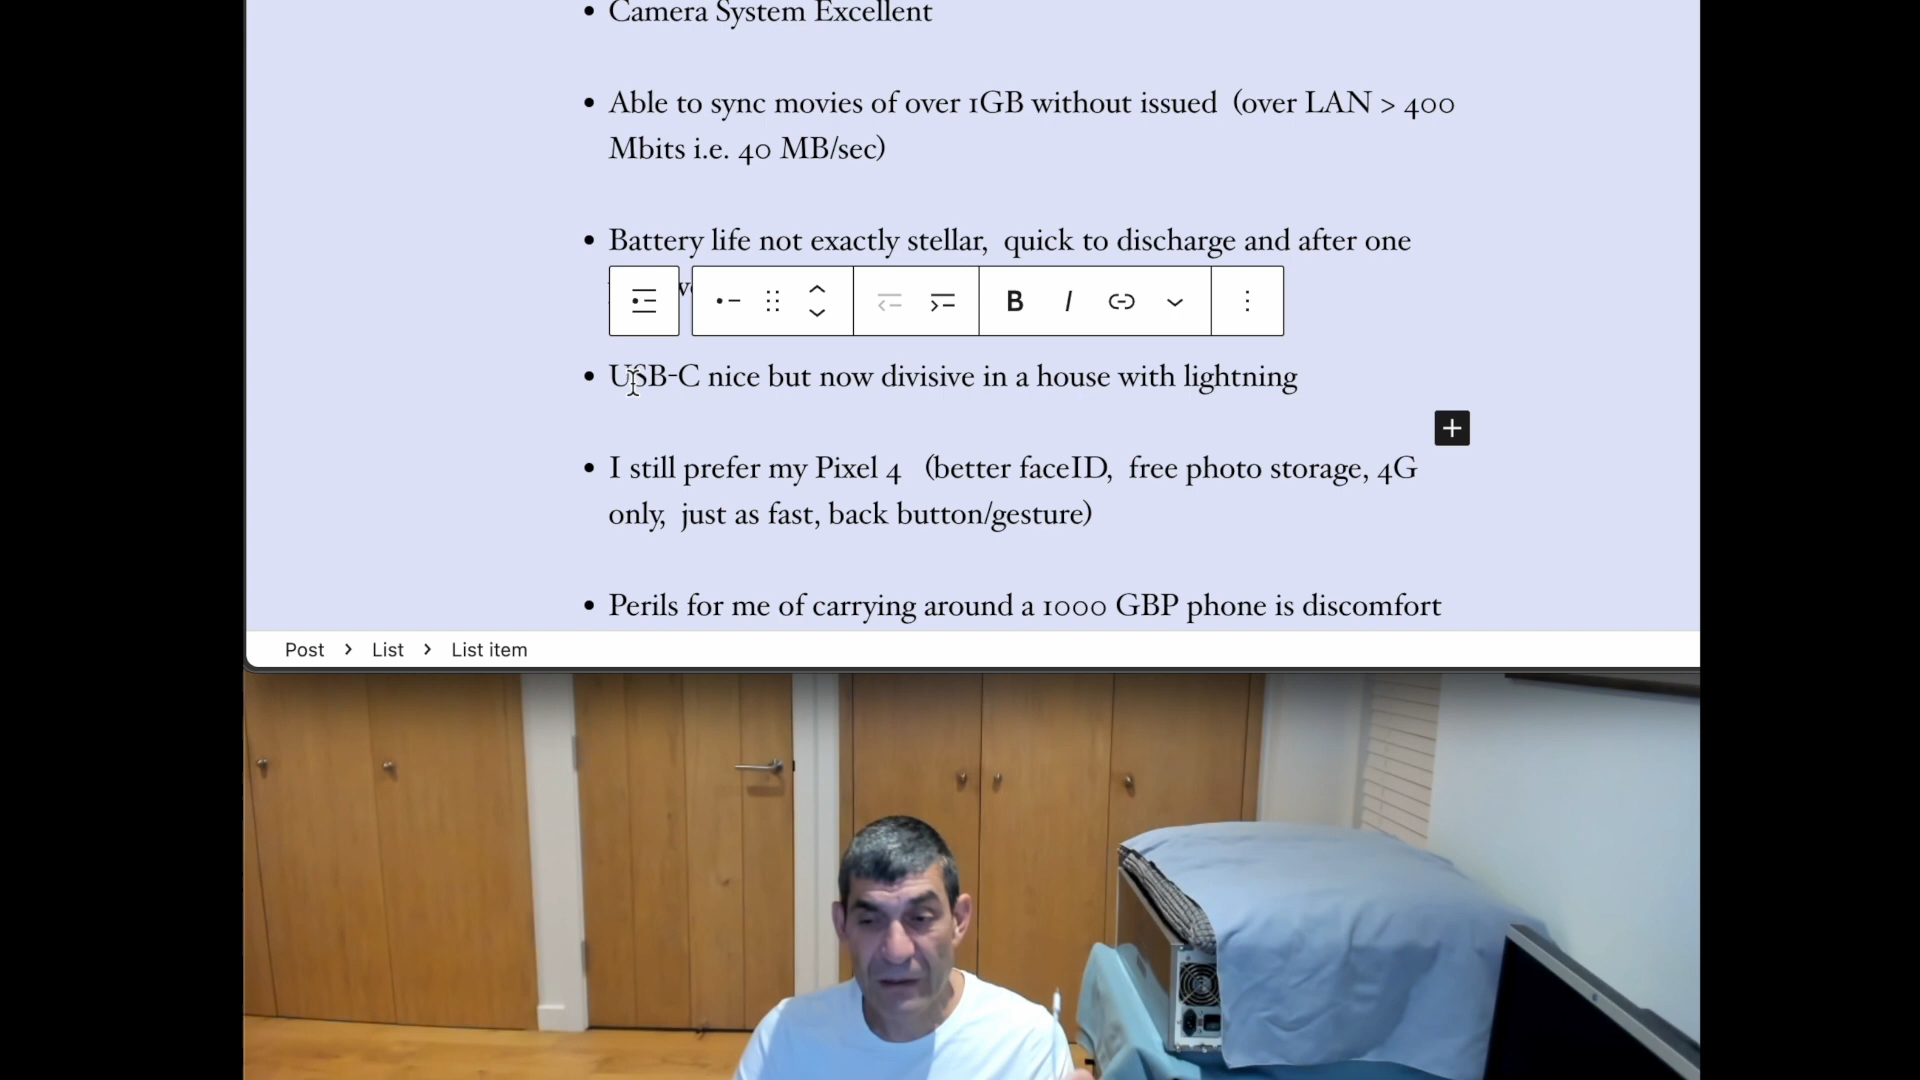 • Camera System Excellent
• Able to sync movies of over 1GB without issued (over LAN > 400
Mbits i.e. 40 MB/sec)
• Battery life not exactly stellar, quick to discharge and after one
B I
• USB-C nice but now divisive in a house with lightning
• I still prefer my Pixel 4 (better faceID, free photo storage, 4G
only, just as fast, back button/gesture)
• Perils for me of carrying around a 1000 GBP phone is discomfort
Post > List > List item